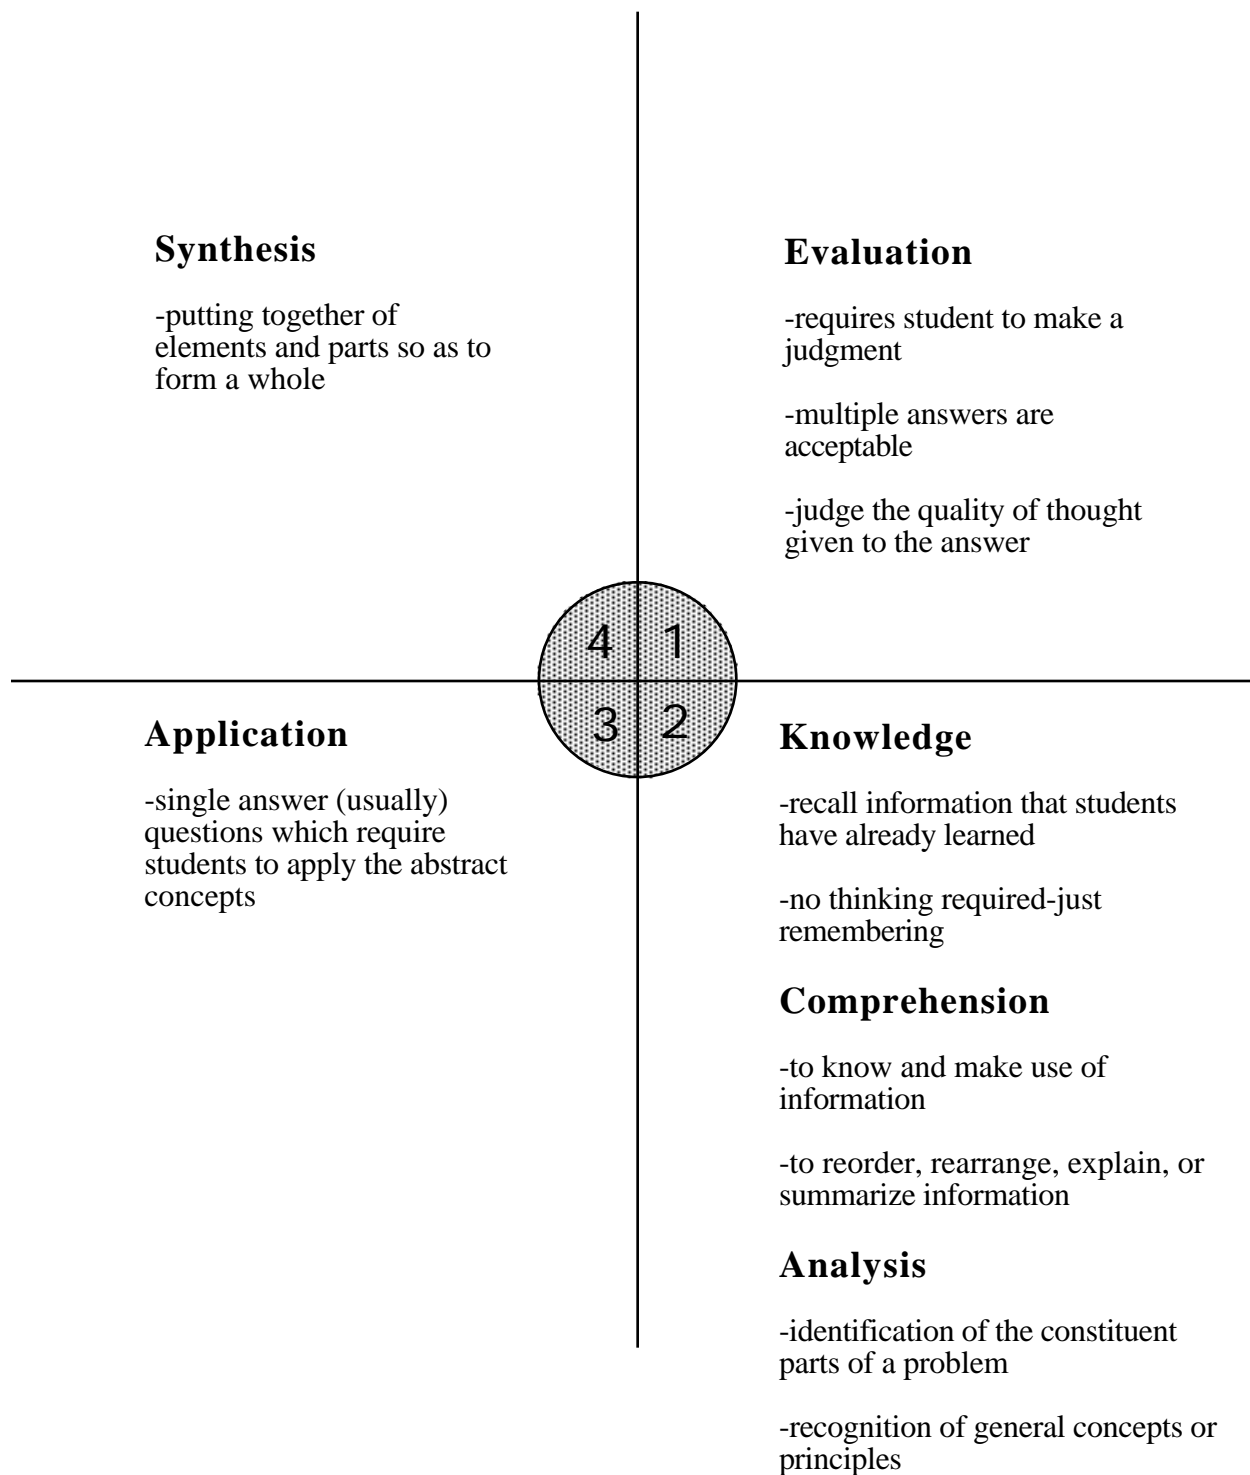 Synthesis
-putting together of
elements and parts so as to
form a whole
Evaluation
-requires student to make a
judgment
-multiple answers are
acceptable
-judge the quality of thought
given to the answer
4 1
3 2
Application
-single answer (usually)
questions which require
students to apply the abstract
concepts
Knowledge
-recall information that students
have already learned
-no thinking required-just
remembering
Comprehension
-to know and make use of
information
-to reorder, rearrange, explain, or
summarize information
Analysis
-identification of the constituent
parts of a problem
-recognition of general concepts or
principles